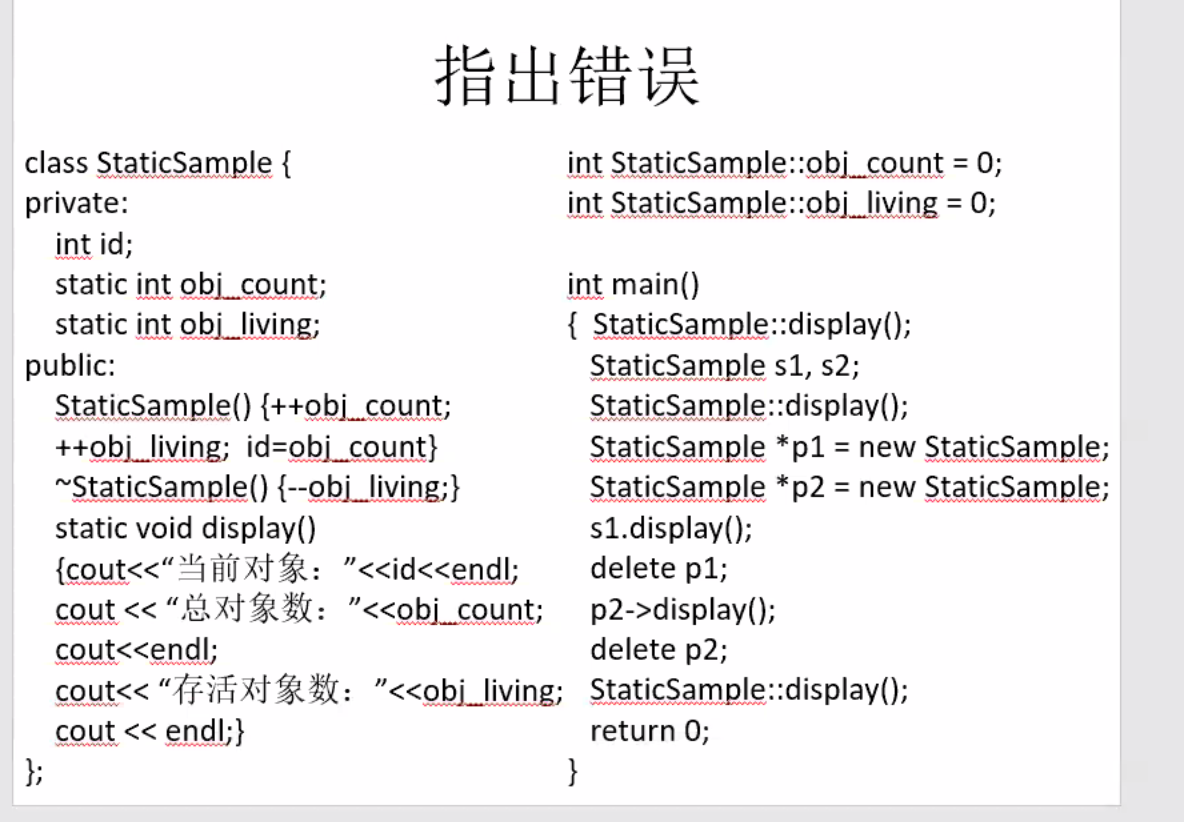 指出错误
class StaticSample {
private:
int id;
static int obj_count;
static int obj_living;
public:
StaticSample() {++obj_count;
++obj_living;  id=obj_count}
~StaticSample() {--obj_living;}
static void display()
{cout<<“当前对象：”<<id<<endl;
cout << “总对象数：”<<obj_count;
cout<<endl;
cout<< “存活对象数：”<<obj_living;
cout << endl;}
};
int StaticSample::obj_count = 0;
int StaticSample::obj_living = 0;
int main()
{  StaticSample::display();
StaticSample s1, s2;
StaticSample::display();
StaticSample *p1 = new StaticSample;
StaticSample *p2 = new StaticSample;
s1.display();
delete p1;
p2->display();
delete p2;
StaticSample::display();
return 0;
}